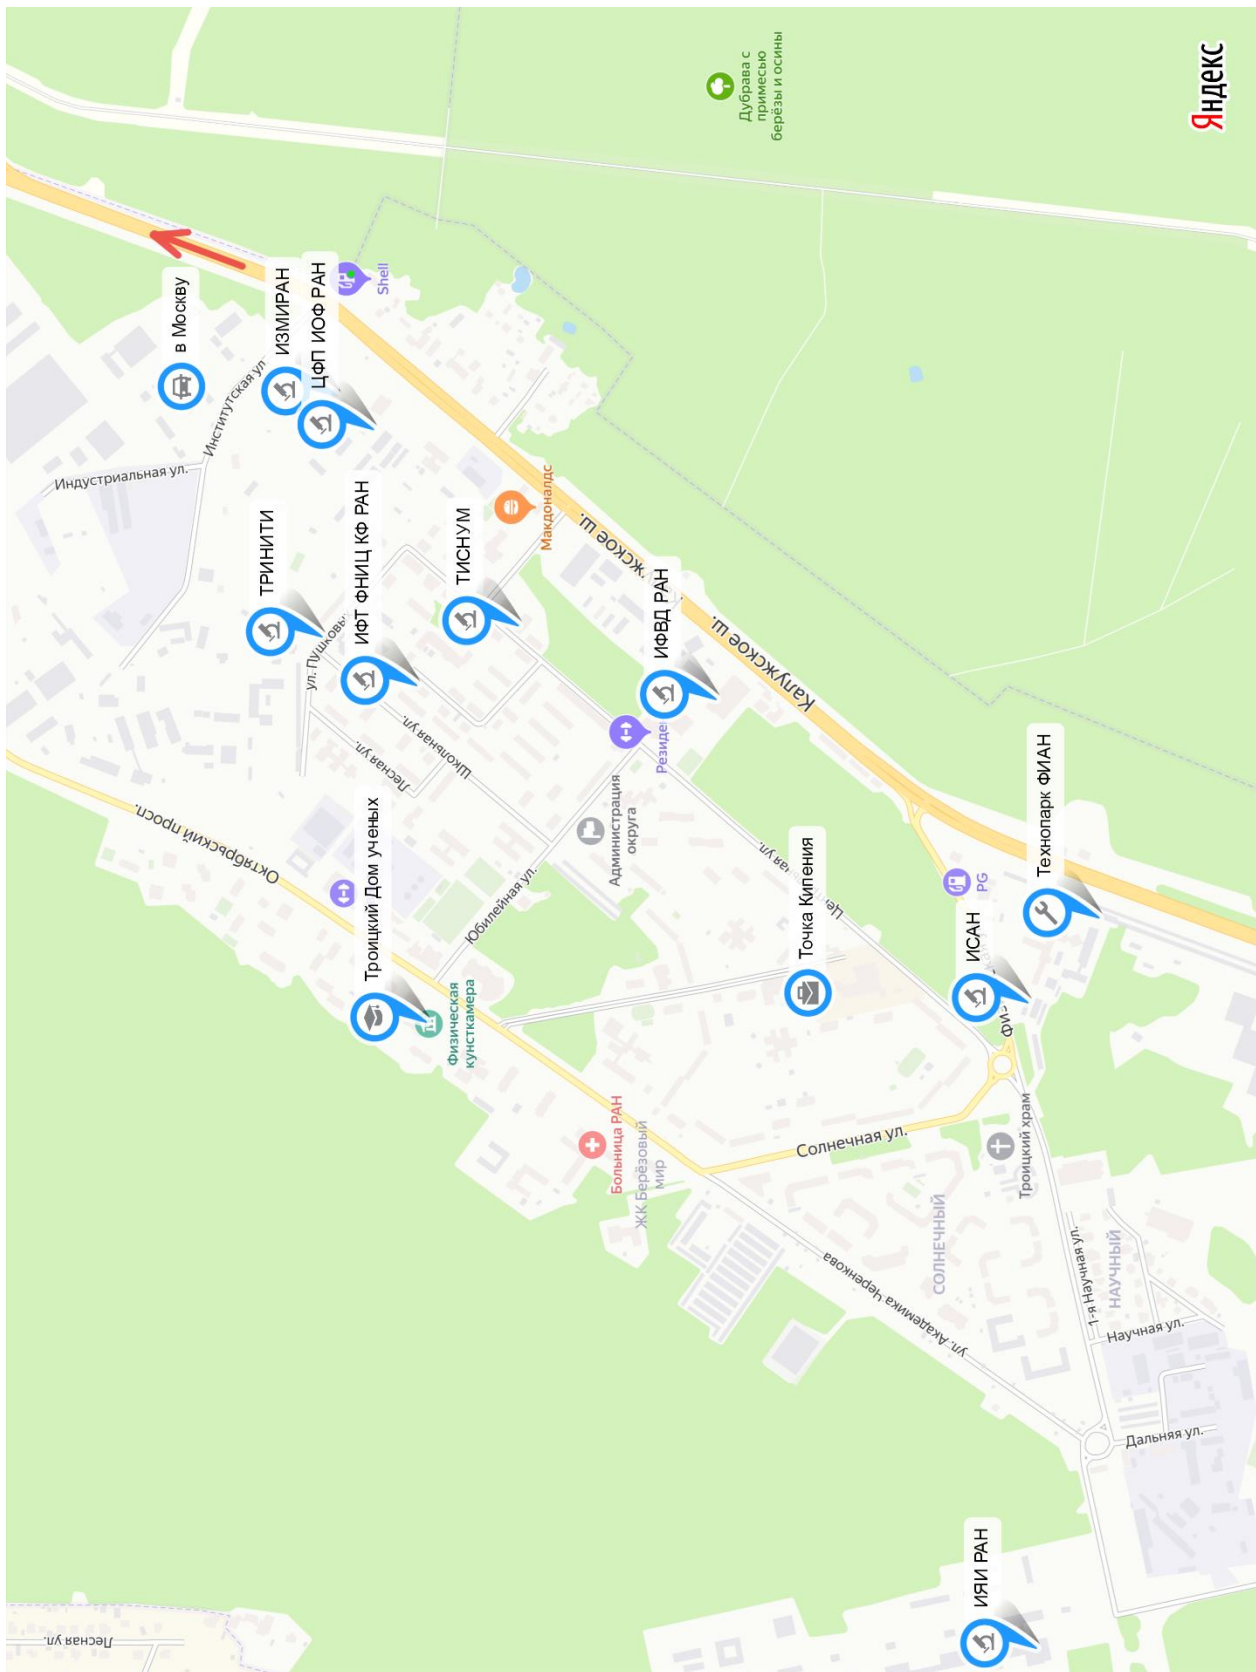 Лесная ул.
Октябрьский просп.
Троицкий Дом ученых
Физическая
кунсткамера
Юбилейная ул.
Больница РАН
ЖК Берёзовый
мир
Индустриальная ул.
Институтская ул.
в Москву
ИЗМИРАН
ЦФП ИОФ РАН
Shell
ТРИНИТИ
ул. Пушковых
ИФТ ФНИЦ КФ РАН
Лесная ул.
Школьная ул.
ТИСНУМ
Макдоналдс
Калужское ш.
ИФВД РАН
Администрация
округа
Калужское ш.
Точка Кипения
Солнечная ул.
ул. Академика Черенкова
СОЛНЕЧНЫЙ
PG
ИСАН
Технопарк ФИАН
Троицкий храм
1-я Научная ул.
НАУЧНЫЙ
Научная ул.
Дальняя ул.
ИЯИ РАН
Дубрава с
примесью
берёзы и осины
Яндекс